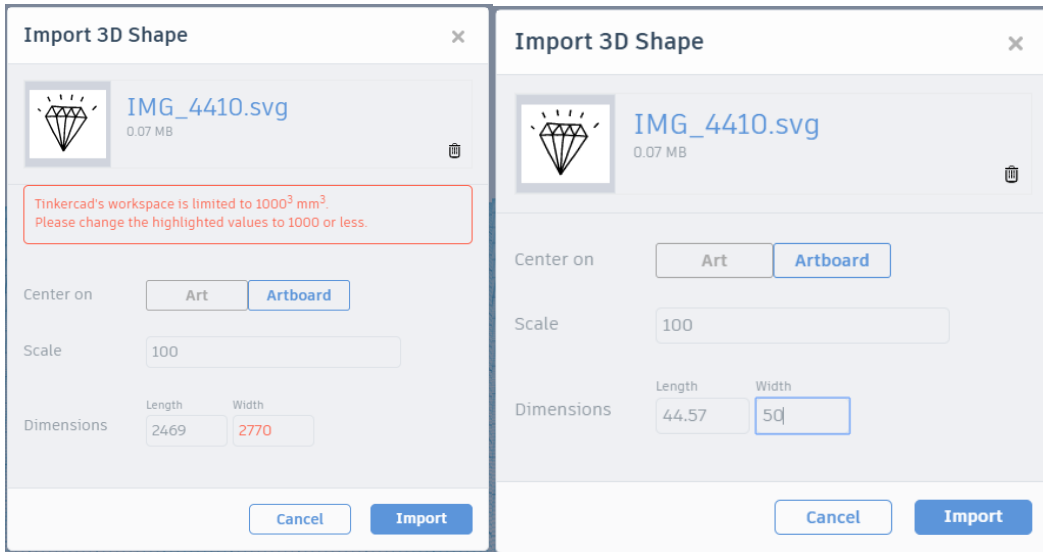 Import 3D Shape ×
IMG_4410.svg
0.07 MB
Tinkercad's workspace is limited to 1000³ mm³.
Please change the highlighted values to 1000 or less.
Center on Art Artboard
Scale 100
Length Width
Dimensions 2469 2770
Cancel Import
Import 3D Shape ×
IMG_4410.svg
0.07 MB
Center on Art Artboard
Scale 100
Length Width
Dimensions 44.57 50
Cancel Import